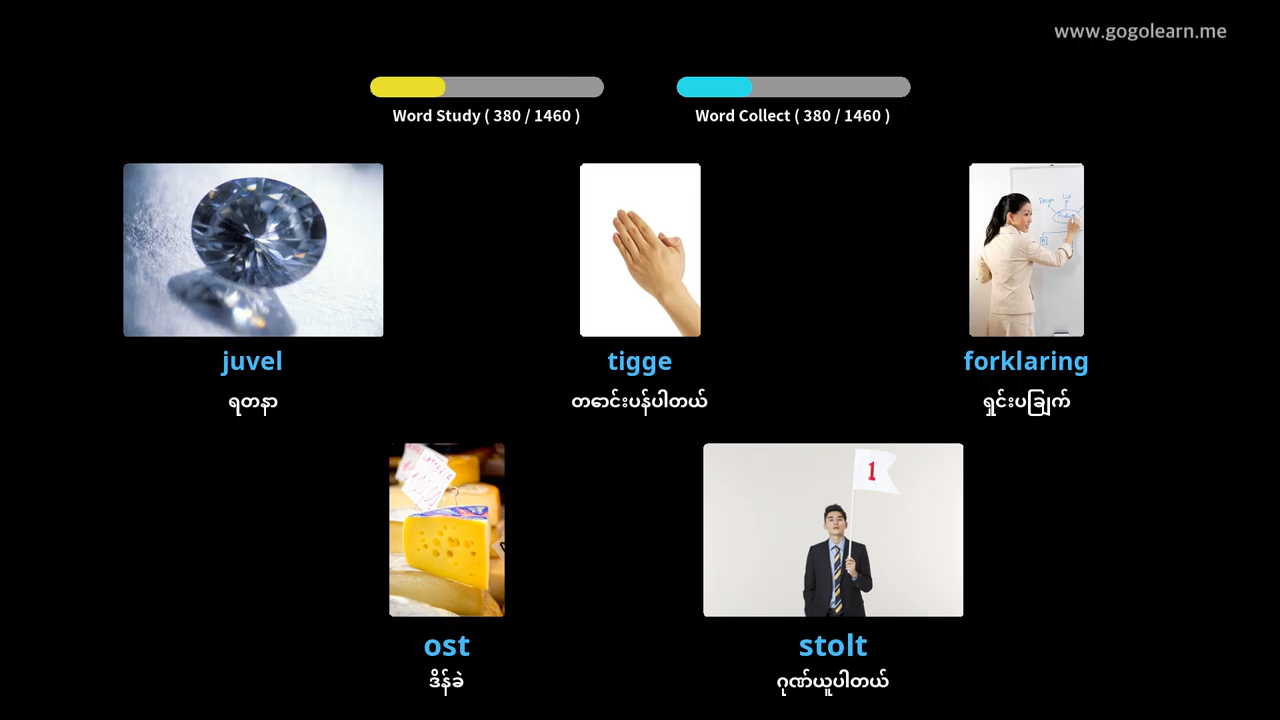 www.gogolearn.me
Word Study ( 380 / 1460 )
Word Collect ( 380 / 1460 )
juvel
tigge
forklaring
ရတနာ
တောင်းပန်ပါတယ်
ရှင်းပခြျက်
1
ost
stolt
ဒိန်ခဲ
ဂုဏ်ယူပါတယ်